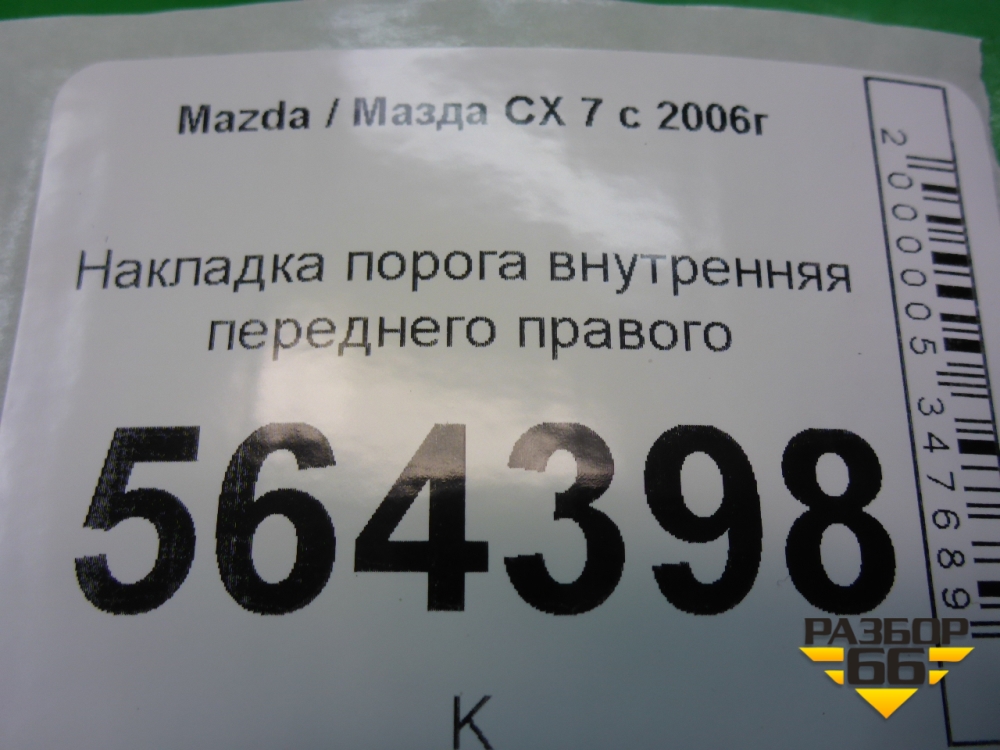 Mazda / Мазда CX 7 с 2006г
Накладка порога внутренняя
переднего правого
564398
К
2000005347689
РАЗБОР
66